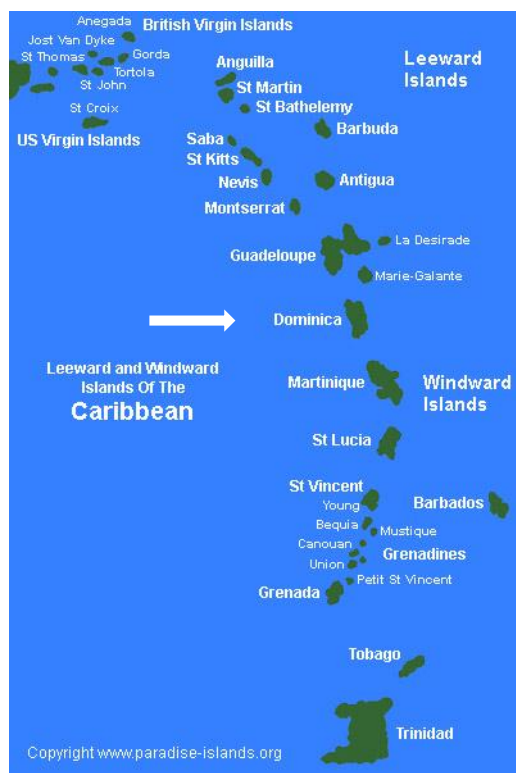 Anegada
British Virgin Islands
Jost Van Dyke
St Thomas
Gorda
Tortola
St John
St Croix
US Virgin Islands
Anguilla
St Martin
St Bathelemy
Leeward
Islands
Barbuda
Saba
St Kitts
Nevis
Antigua
Montserrat
Guadeloupe
La Desirade
Marie-Galante
Dominica
Leeward and Windward
Islands Of The
Caribbean
Martinique
Windward
Islands
St Lucia
St Vincent
Young
Barbados
Bequia
Mustique
Canouan
Grenadines
Union
Petit St Vincent
Grenada
Tobago
Trinidad
Copyright www.paradise-islands.org